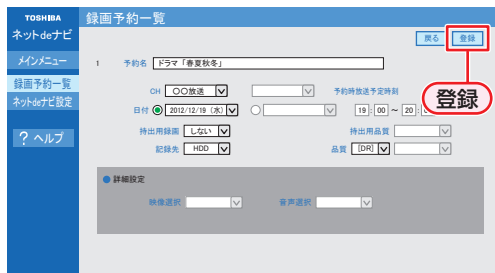 TOSHIBA
ネットdeナビ
録画予約一覧
戻る 登録
メインメニュー
録画予約一覧
ネットdeナビ設定
? ヘルプ
1 予約名 ドラマ「春夏秋冬」
CH 〇〇放送 予約時放送予定時刻
登録
日付 2012/12/19 (水) 19 : 00 ~ 20 :
持出用録画 しない 持出用品質
記録先 HDD 品質 [DR]
詳細設定
映像選択 音声選択